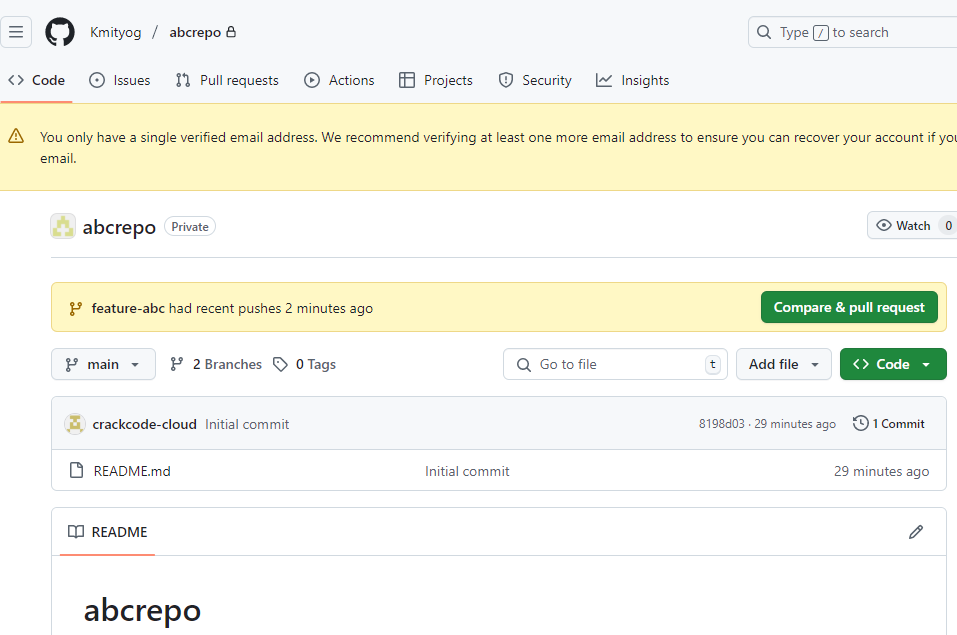 Kmityog / abcrepo
Type / to search
Code Issues Pull requests Actions Projects Security Insights
You only have a single verified email address. We recommend verifying at least one more email address to ensure you can recover your account if you
email.
abcrepo Private
Watch 0
feature-abc had recent pushes 2 minutes ago
Compare & pull request
main 2 Branches 0 Tags
Go to file t Add file Code
crackcode-cloud Initial commit 8198d03 · 29 minutes ago 1 Commit
README.md Initial commit 29 minutes ago
README
abcrepo